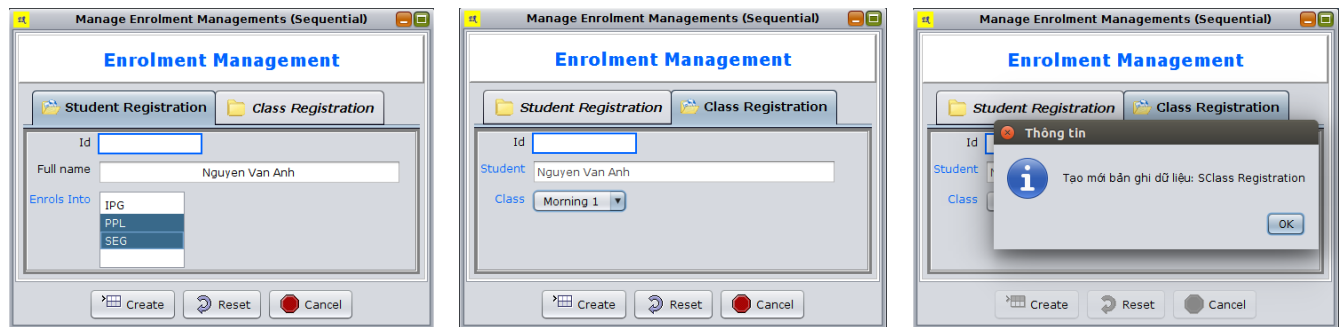 Manage Enrolment Managements (Sequential)
Enrolment Management
Student Registration Class Registration
Id
Full name Nguyen Van Anh
Enrols Into IPG
PPL
SEG
Create Reset Cancel
Manage Enrolment Managements (Sequential)
Enrolment Management
Student Registration Class Registration
Id
Student Nguyen Van Anh
Class Morning 1
Create Reset Cancel
Manage Enrolment Managements (Sequential)
Enrolment Management
Student Registration Class Registration
Thông tin
Id
Student
Tạo mới bản ghi dữ liệu: SClass Registration
Class
OK
Create Reset Cancel